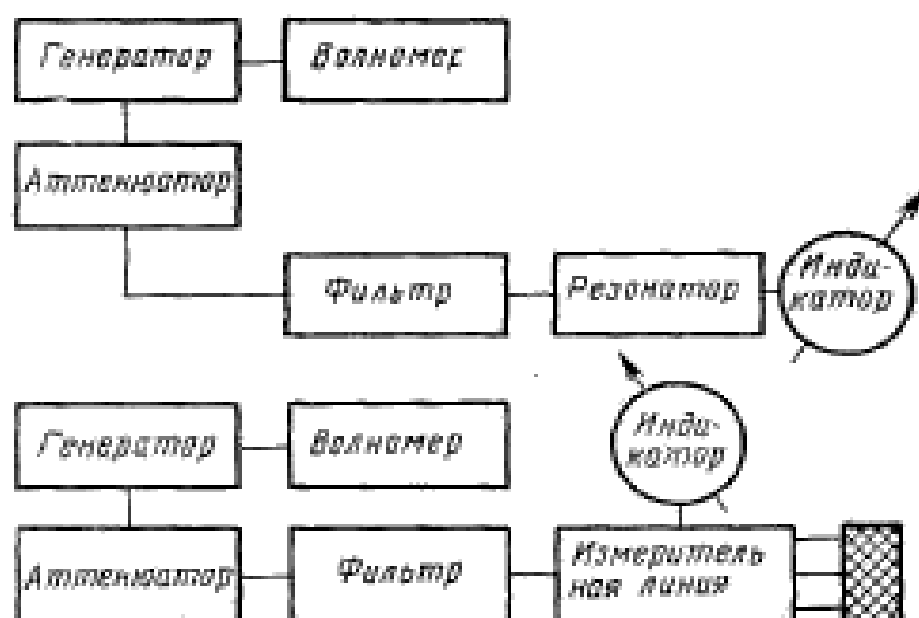 Генератор
Волномер
Аттенюатор
Фильтр
Резонатор
Инди-
катор
Генератор
Волномер
Инди-
катор
Аттенюатор
Фильтр
Измеритель
ная линия